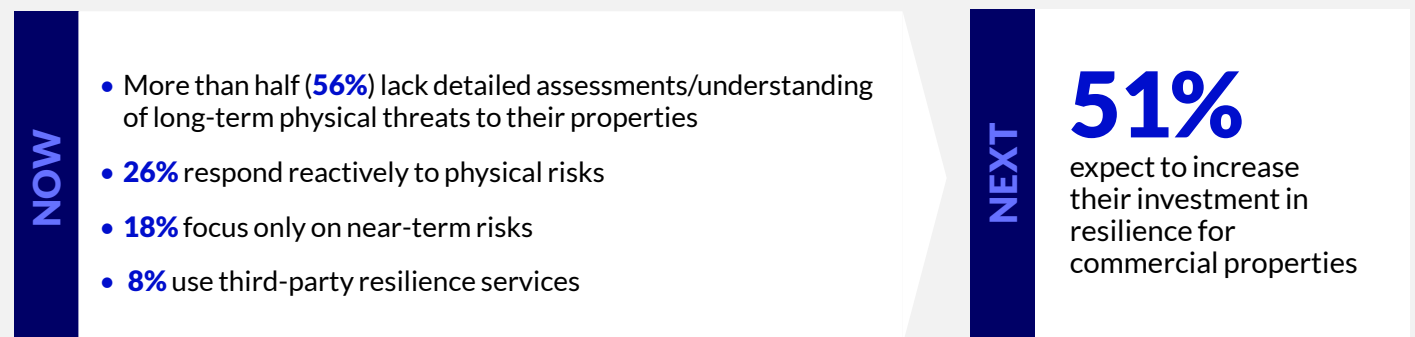 NOW
• More than half (56%) lack detailed assessments/understanding
of long-term physical threats to their properties
• 26% respond reactively to physical risks
• 18% focus only on near-term risks
• 8% use third-party resilience services
NEXT
51%
expect to increase
their investment in
resilience for
commercial properties